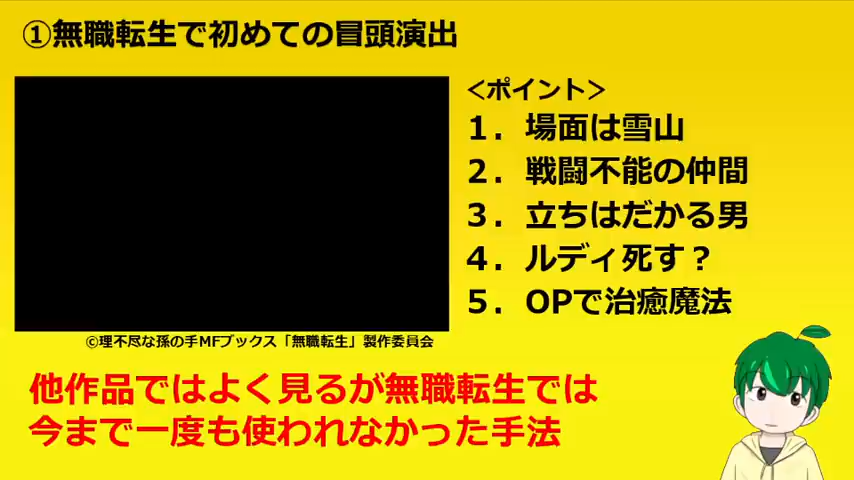 ①無職転生で初めての冒頭演出
＜ポイント＞
１．場面は雪山
２．戦闘不能の仲間
３．立ちはだかる男
４．ルディ死す？
５．OPで治癒魔法
©理不尽な孫の手MFブックス「無職転生」製作委員会
他作品ではよく見るが無職転生では
今まで一度も使われなかった手法